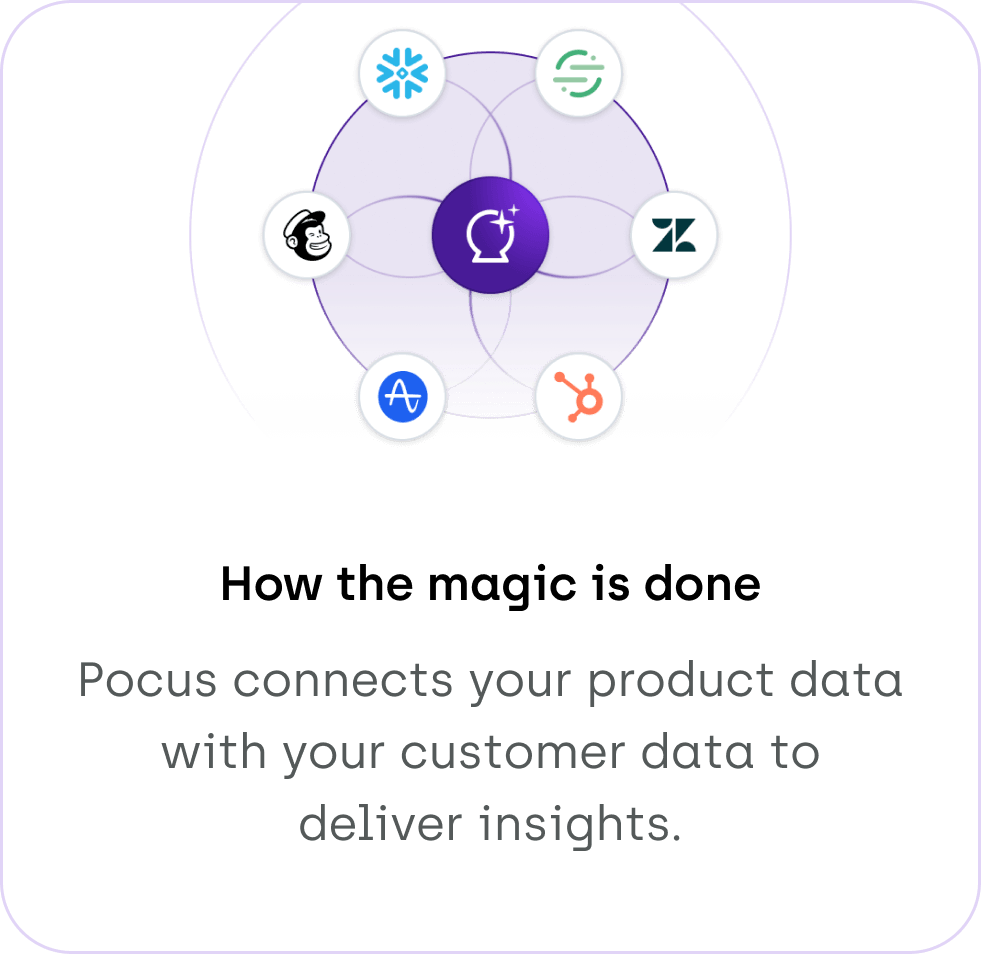 How the magic is done
Pocus connects your product data
with your customer data to
deliver insights.